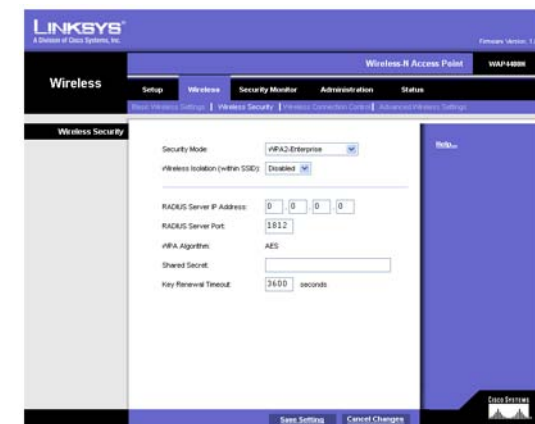 LINKSYS®
A Division of Cisco Systems, Inc.
Firmware Version: 1.
Wireless-N Access Point
WAP4400N
Wireless
Setup
Wireless
Security Monitor
Administration
Status
Basic Wireless Settings | Wireless Security | Wireless Connection Control | Advanced Wireless Settings
Wireless Security
Security Mode: WPA2-Enterprise
Wireless Isolation (within SSID): Disabled
Help...
RADIUS Server IP Address: 0 . 0 . 0 . 0
RADIUS Server Port: 1812
WPA Algorithm: AES
Shared Secret:
Key Renewal Timeout: 3600 seconds
Save Setting
Cancel Changes
CISCO SYSTEMS